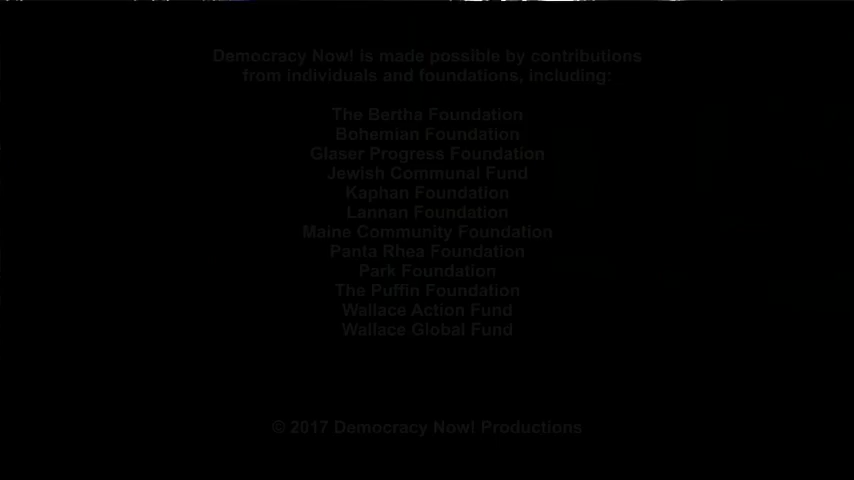 Democracy Now! is made possible by contributions
from individuals and foundations, including:
The Bertha Foundation
Bohemian Foundation
Glaser Progress Foundation
Jewish Communal Fund
Kaphan Foundation
Lannan Foundation
Maine Community Foundation
Panta Rhea Foundation
Park Foundation
The Puffin Foundation
Wallace Action Fund
Wallace Global Fund
© 2017 Democracy Now! Productions